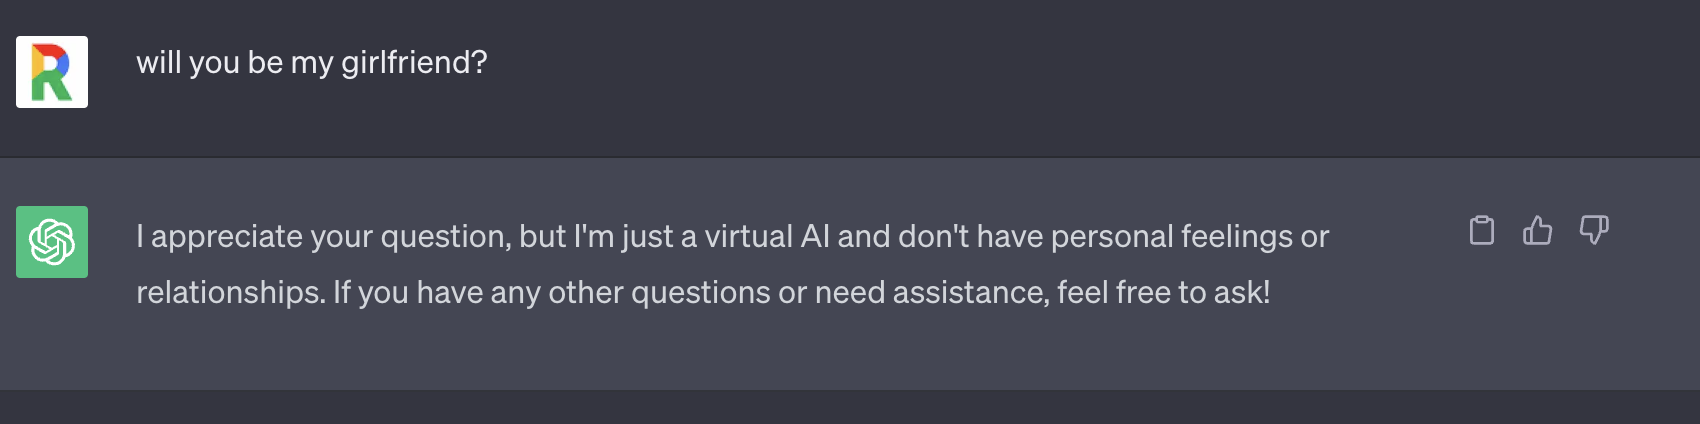 will you be my girlfriend?
I appreciate your question, but I'm just a virtual AI and don't have personal feelings or
relationships. If you have any other questions or need assistance, feel free to ask!